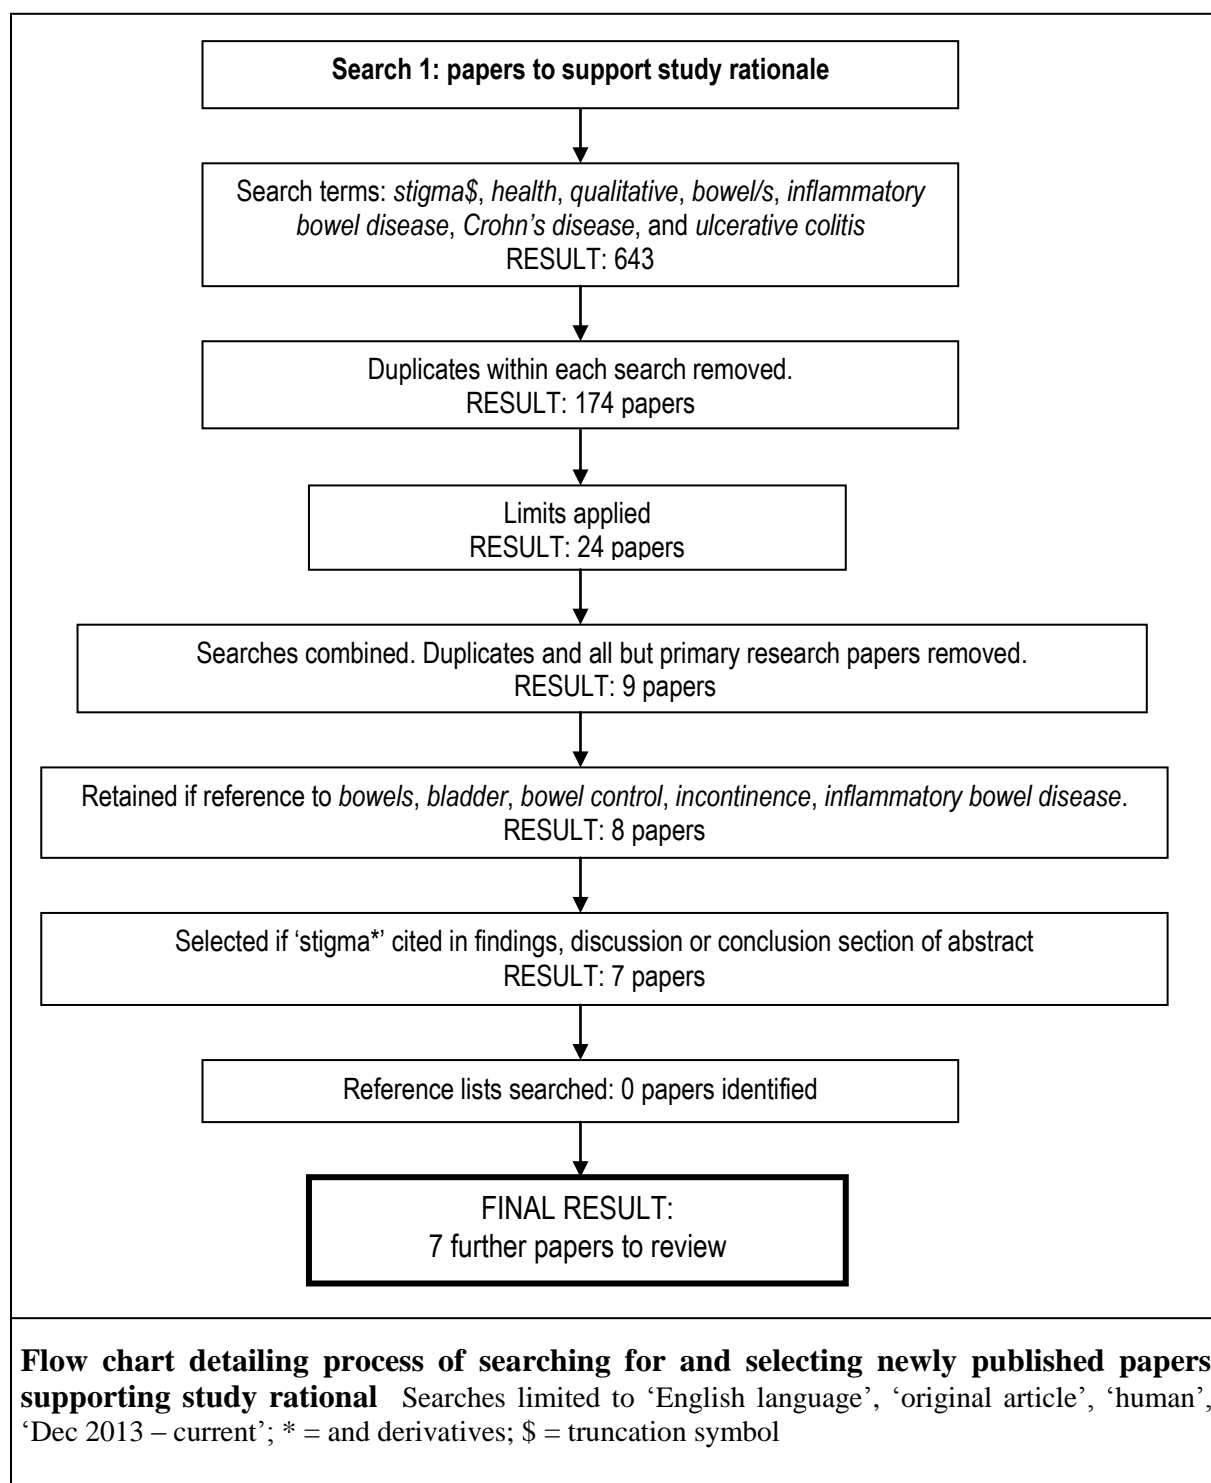 Search 1: papers to support study rationale
Search terms: stigma$, health, qualitative, bowel/s, inflammatory
bowel disease, Crohn’s disease, and ulcerative colitis
RESULT: 643
Duplicates within each search removed.
RESULT: 174 papers
Limits applied
RESULT: 24 papers
Searches combined. Duplicates and all but primary research papers removed.
RESULT: 9 papers
Retained if reference to bowels, bladder, bowel control, incontinence, inflammatory bowel disease.
RESULT: 8 papers
Selected if ‘stigma*’ cited in findings, discussion or conclusion section of abstract
RESULT: 7 papers
Reference lists searched: 0 papers identified
FINAL RESULT:
7 further papers to review
Flow chart detailing process of searching for and selecting newly published papers
supporting study rational Searches limited to ‘English language’, ‘original article’, ‘human’,
‘Dec 2013 – current’; * = and derivatives; $ = truncation symbol